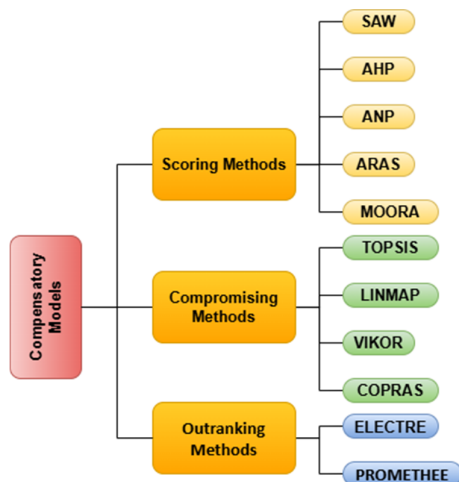 Compensatory
Models
Scoring Methods
SAW
AHP
ANP
ARAS
MOORA
Compromising
Methods
TOPSIS
LINMAP
VIKOR
COPRAS
Outranking
Methods
ELECTRE
PROMETHEE